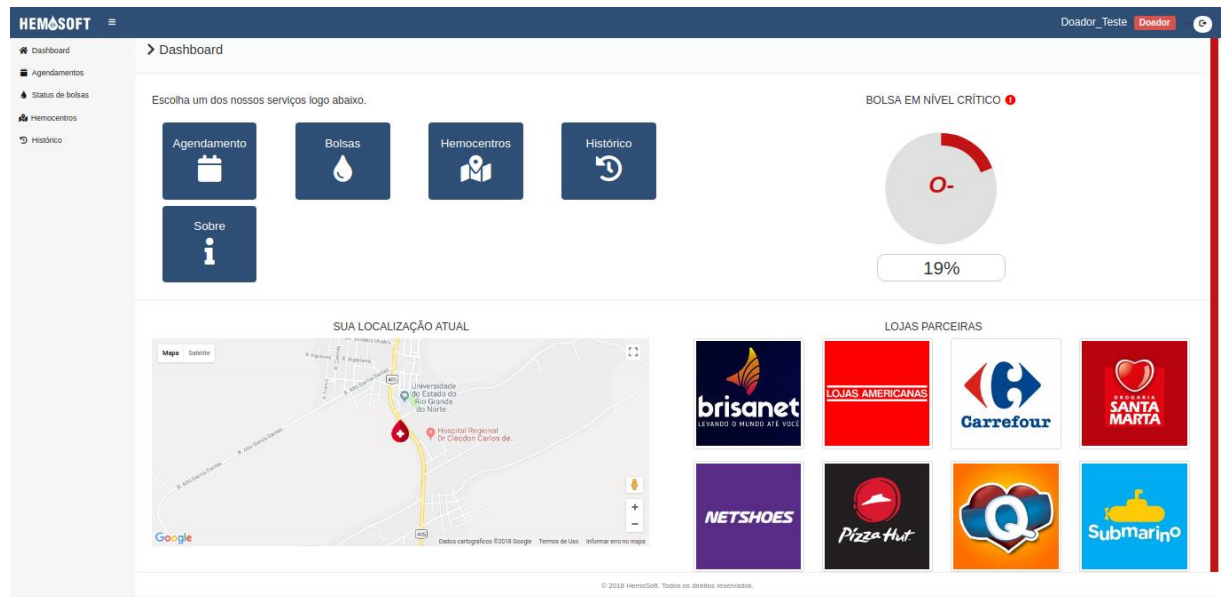 HEMOSOFT
Doador_Teste Doador
Dashboard
Agendamentos
Status de bolsas
Hemocentros
Histórico
Dashboard
Escolha um dos nossos serviços logo abaixo.
Agendamento
Bolsas
Hemocentros
Histórico
Sobre
BOLSA EM NÍVEL CRÍTICO
O-
19%
SUA LOCALIZAÇÃO ATUAL
Mapa Satélite
R. Inglaterra
405
Universidade
do Estado do
Rio Grande
do Norte...
Hospital Regional
Dr Cleodon Carlos de...
405
Google
Dados cartográficos ©2018 Google Termos de Uso Informar erro no mapa
LOJAS PARCEIRAS
brisanet
LEVANDO O MUNDO ATÉ VOCÊ
LOJAS AMERICANAS
Carrefour
DROGARIA
SANTA
MARTA
NETSHOES
Pizza Hut
Q
Submarino
© 2018 HemoSoft. Todos os direitos reservados.